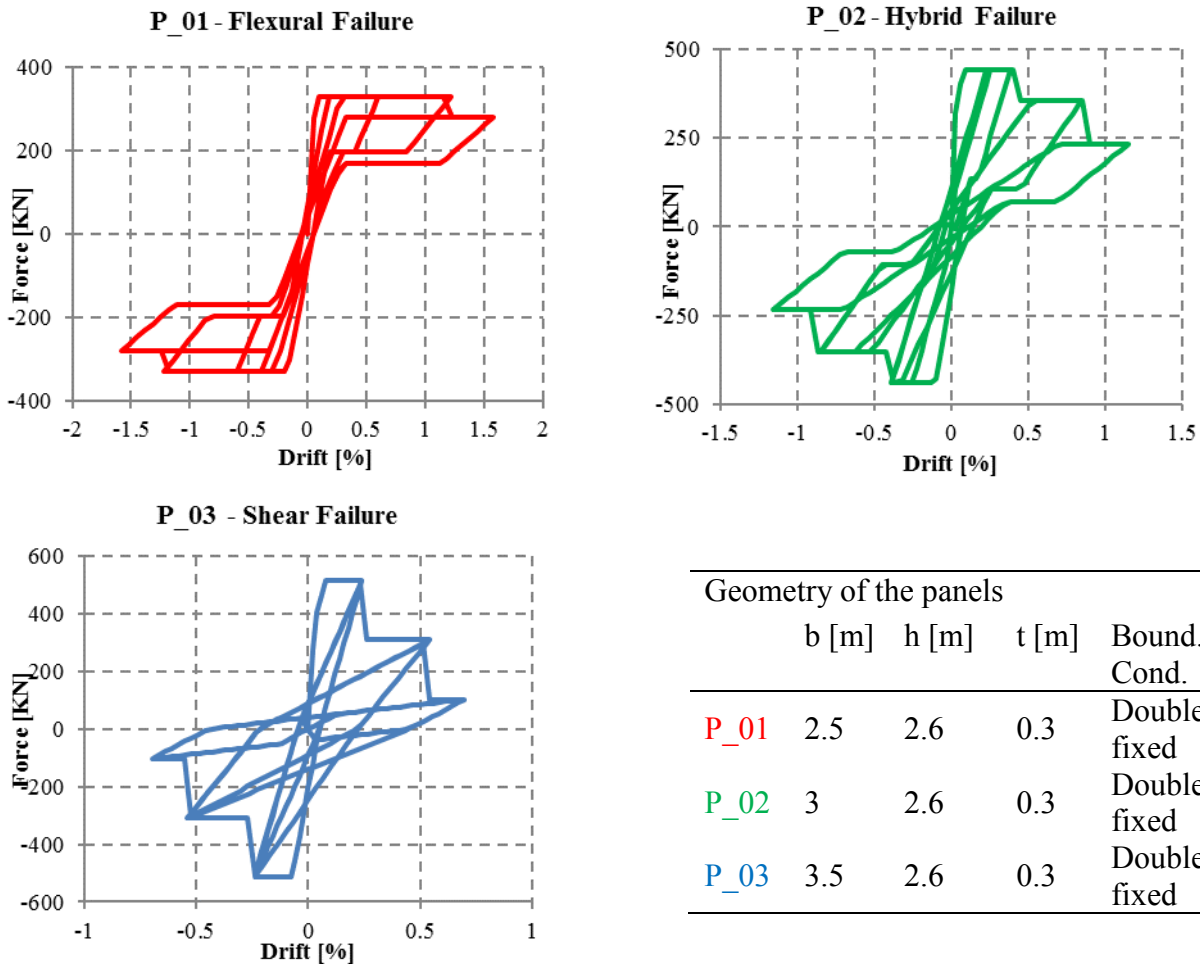 P_01 - Flexural Failure
400
200
0
-200
-400
-2 -1.5 -1 -0.5 0 0.5 1 1.5 2
Force [KN]
Drift [%]
P_02 - Hybrid Failure
500
250
0
-250
-500
-1.5 -1 -0.5 0 0.5 1 1.5
Force [KN]
Drift [%]
P_03 - Shear Failure
600
400
200
0
-200
-400
-600
-1 -0.5 0 0.5 1
Force [KN]
Drift [%]
Geometry of the panels
b [m] h [m] t [m] Bound.
Cond.
P_01 2.5 2.6 0.3 Double
fixed
P_02 3 2.6 0.3 Double
fixed
P_03 3.5 2.6 0.3 Double
fixed